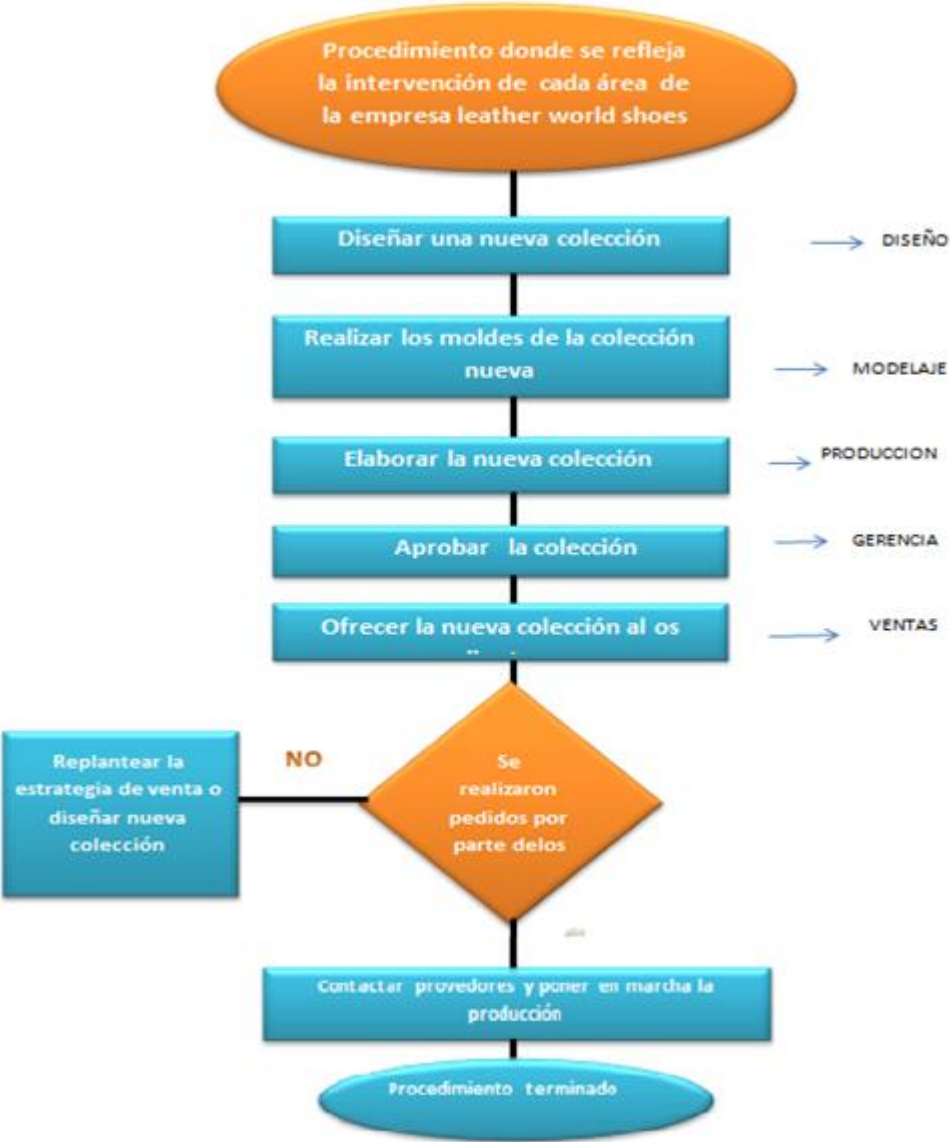 Procedimiento donde se refleja
la intervención de cada área de
la empresa leather world shoes
Diseñar una nueva colección
DISEÑO
Realizar los moldes de la colección
nueva
MODELAJE
Elaborar la nueva colección
PRODUCCION
Aprobar la colección
GERENCIA
Ofrecer la nueva colección al os
VENTAS
Replantear la
estrategia de venta o
diseñar nueva
colección
NO
Se
realizaron
pedidos por
parte delos
Contactar provedores y poner en marcha la
producción
Procedimiento terminado